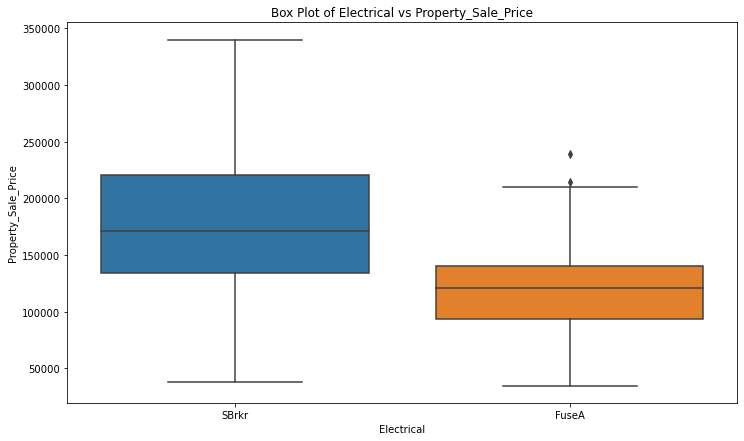 Box Plot of Electrical vs Property_Sale_Price
350000
300000
250000
200000
150000
100000
50000
Property_Sale_Price
SBrkr
FuseA
Electrical